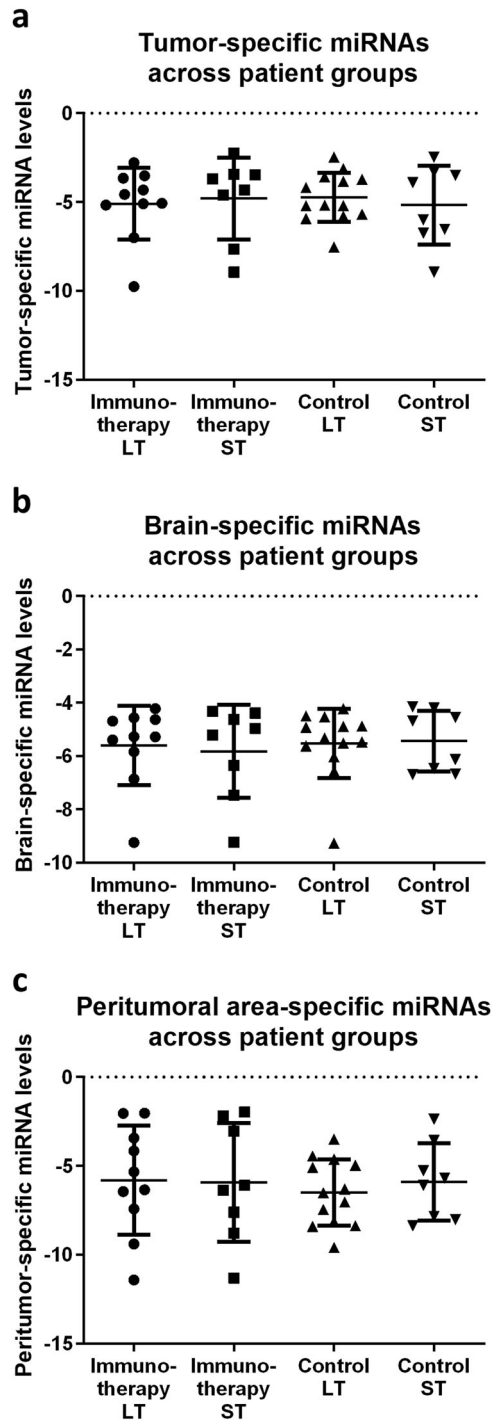 a
Tumor-specific miRNAs
across patient groups
Tumor-specific miRNA levels
0
-5
-10
-15
Immuno-
therapy
LT
Immuno-
therapy
ST
Control
LT
Control
ST
b
Brain-specific miRNAs
across patient groups
Brain-specific miRNA levels
0
-2
-4
-6
-8
-10
Immuno-
therapy
LT
Immuno-
therapy
ST
Control
LT
Control
ST
c
Peritumoral area-specific miRNAs
across patient groups
Peritumor-specific miRNA levels
0
-5
-10
-15
Immuno-
therapy
LT
Immuno-
therapy
ST
Control
LT
Control
ST